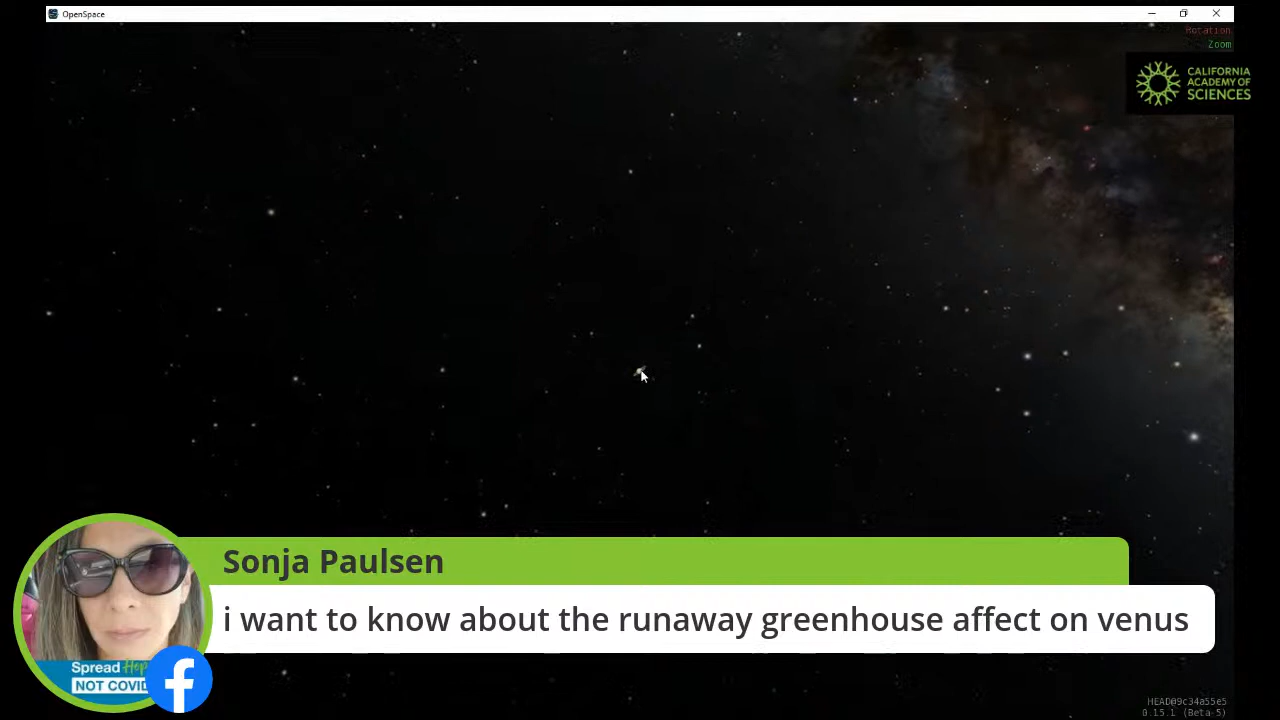 OpenSpace
Rotation
Zoom
CALIFORNIA
ACADEMY OF
SCIENCES
Sonja Paulsen
i want to know about the runaway greenhouse affect on venus
Spread Hope
NOT COVID
HEAD@9c34a55e5
0.15.1 (Beta-5)